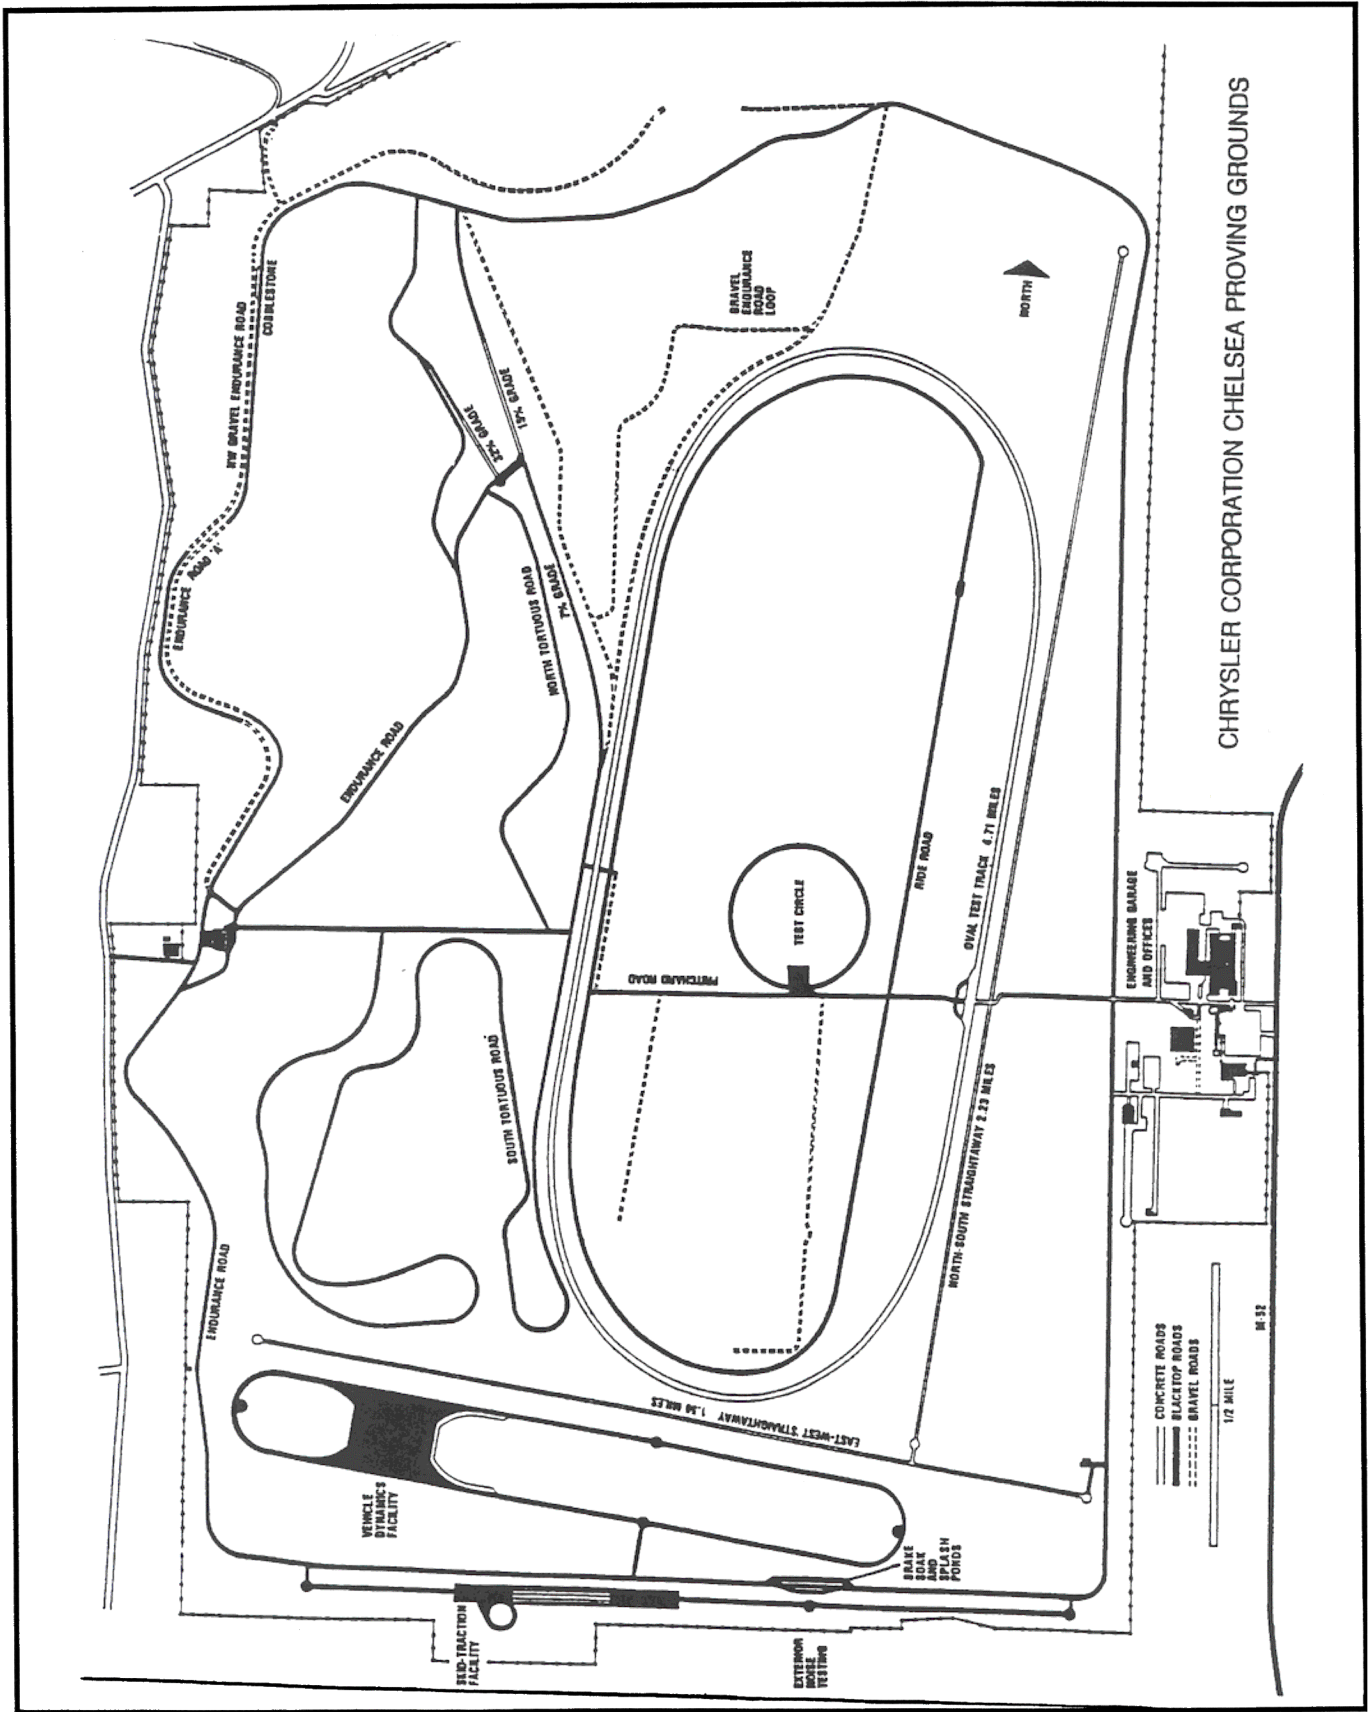 CHRYSLER CORPORATION CHELSEA PROVING GROUNDS
NW GRAVEL ENDURANCE ROAD
COBBLESTONE
ENDURANCE ROAD 'A'
32% GRADE
15% GRADE
GRAVEL
ENDURANCE
ROAD
LOOP
NORTH
NORTH TORTUOUS ROAD
7% GRADE
ENDURANCE ROAD
TEST CIRCLE
RIDE ROAD
OVAL TEST TRACK 4.71 MILES
PRITCHARD ROAD
ENGINEERING GARAGE
AND OFFICES
SOUTH TORTUOUS ROAD
NORTH-SOUTH STRAIGHTAWAY 2.23 MILES
ENDURANCE ROAD
EAST-WEST STRAIGHTAWAY
MILES
VEHICLE
DYNAMICS
FACILITY
BRAKE
SOAK
AND
SPLASH
PONDS
SKID-TRACTION
FACILITY
EXTERIOR
NOISE
TESTING
CONCRETE ROADS
BLACKTOP ROADS
GRAVEL ROADS
1/2 MILE
M-52